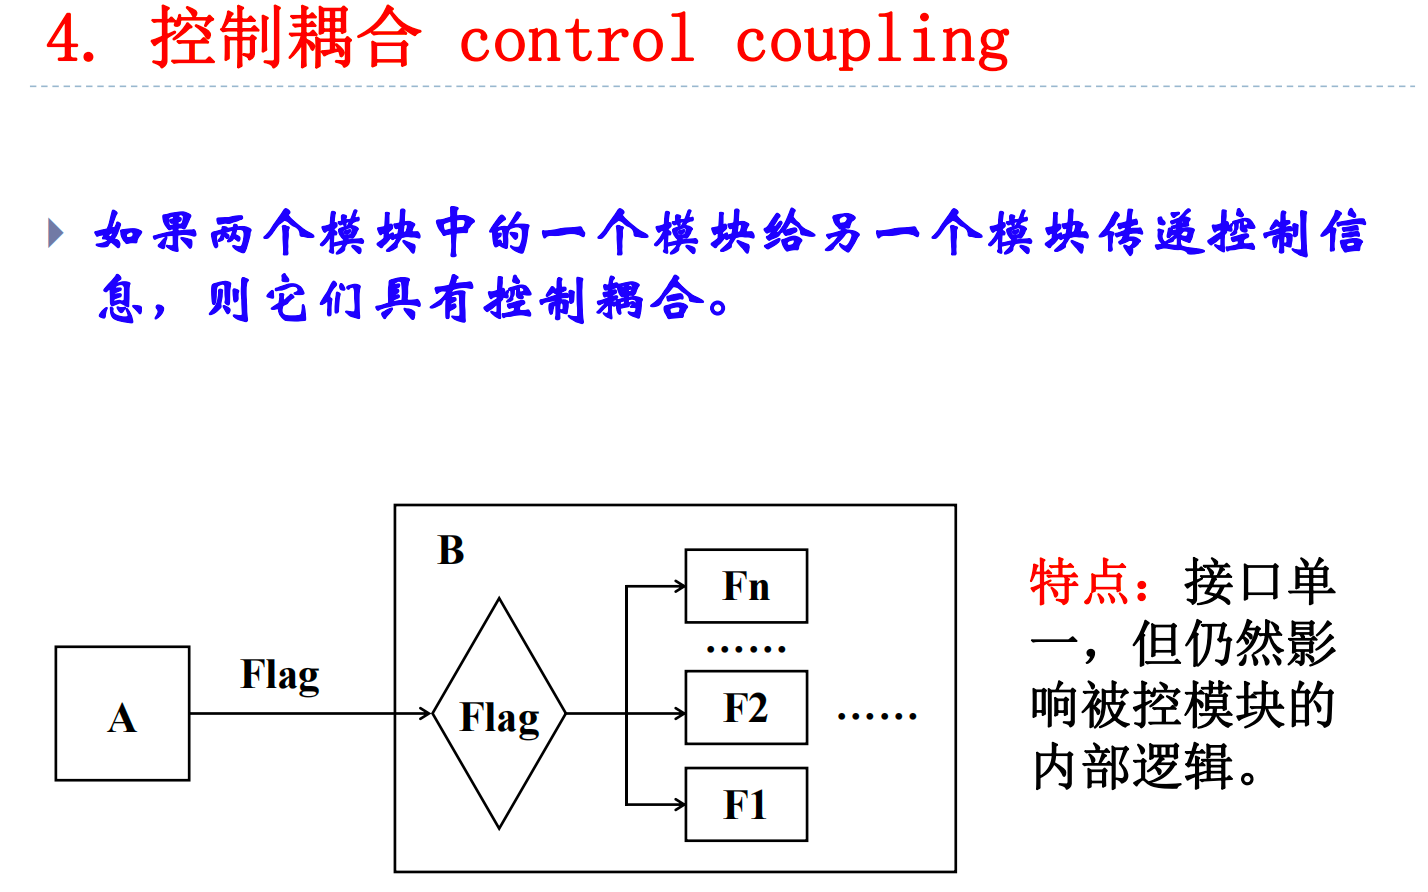 4. 控制耦合 control coupling
如果两个模块中的一个模块给另一个模块传递控制信
息，则它们具有控制耦合。
B
Fn
……
A
Flag
Flag
F2
……
F1
特点：接口单
一，但仍然影
响被控模块的
内部逻辑。